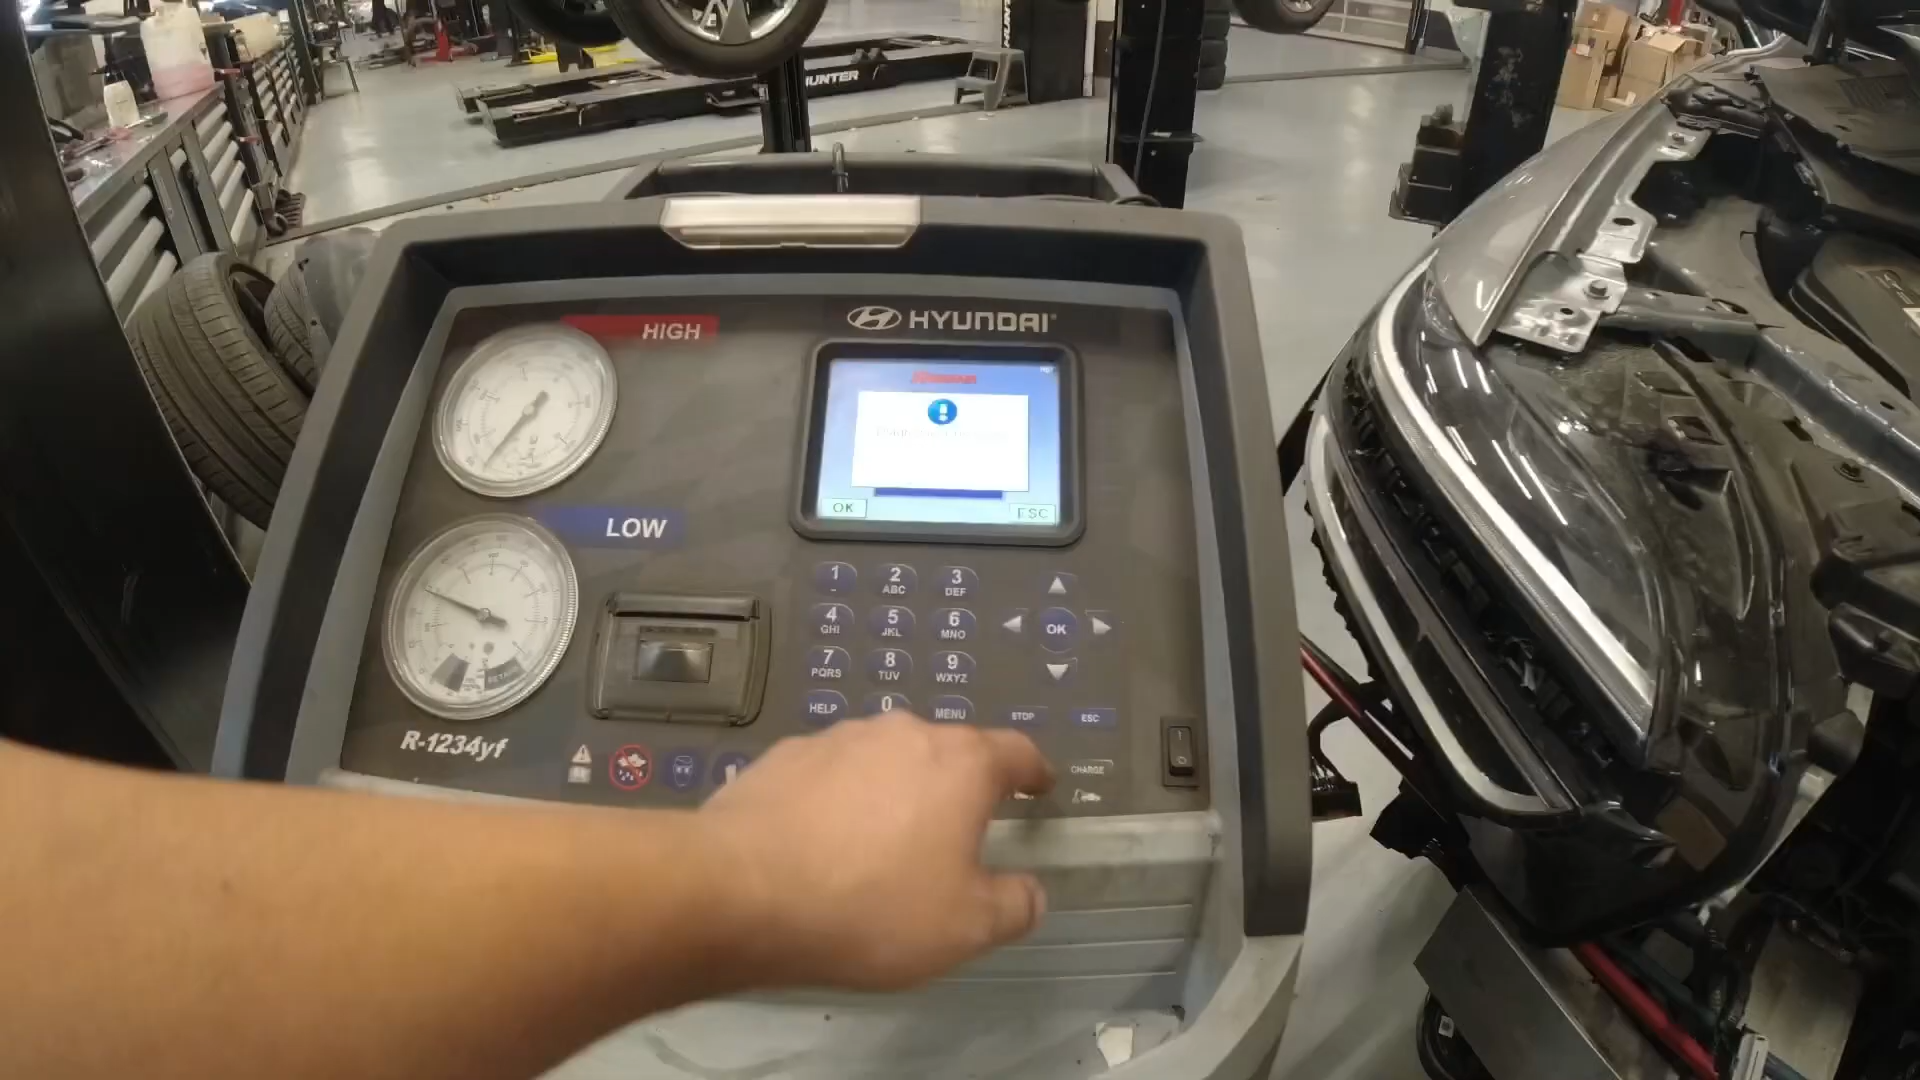 HUNTER
HIGH
HYUNDAI
OK
ESC
LOW
1
-
2
ABC
3
DEF
4
GHI
5
JKL
6
MNO
OK
7
PQRS
8
TUV
9
WXYZ
HELP
0
MENU
STOP
ESC
R-1234yf
CHARGE